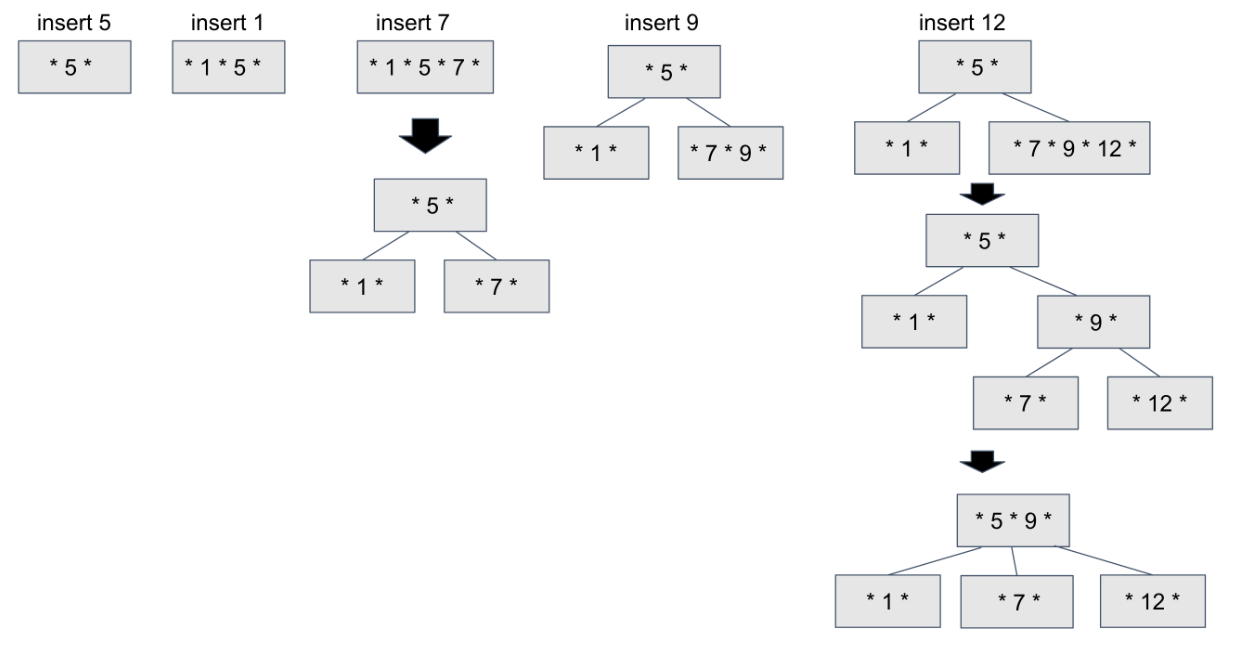 insert 5
* 5 *
insert 1
* 1 * 5 *
insert 7
* 1 * 5 * 7 *
* 5 *
* 1 *
* 7 *
insert 9
* 5 *
* 1 *
* 7 * 9 *
insert 12
* 5 *
* 1 *
* 7 * 9 * 12 *
* 5 *
* 1 *
* 9 *
* 7 *
* 12 *
* 5 * 9 *
* 1 *
* 7 *
* 12 *